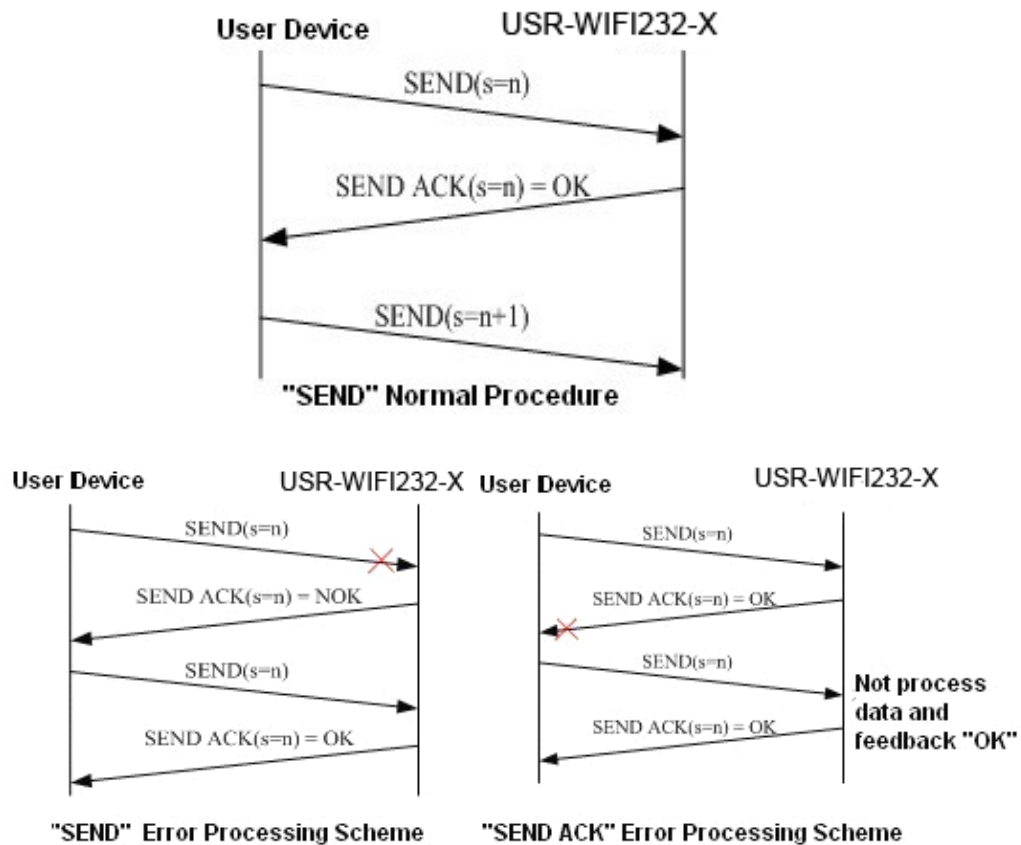 User Device
USR-WIFI232-X
SEND(s=n)
SEND ACK(s=n) = OK
SEND(s=n+1)
"SEND" Normal Procedure
User Device
USR-WIFI232-X
SEND(s=n)
SEND ACK(s=n) = NOK
SEND(s=n)
SEND ACK(s=n) = OK
"SEND" Error Processing Scheme
User Device
USR-WIFI232-X
SEND(s=n)
SEND ACK(s=n) = OK
SEND(s=n)
Not process
data and
feedback "OK"
SEND ACK(s=n) = OK
"SEND ACK" Error Processing Scheme